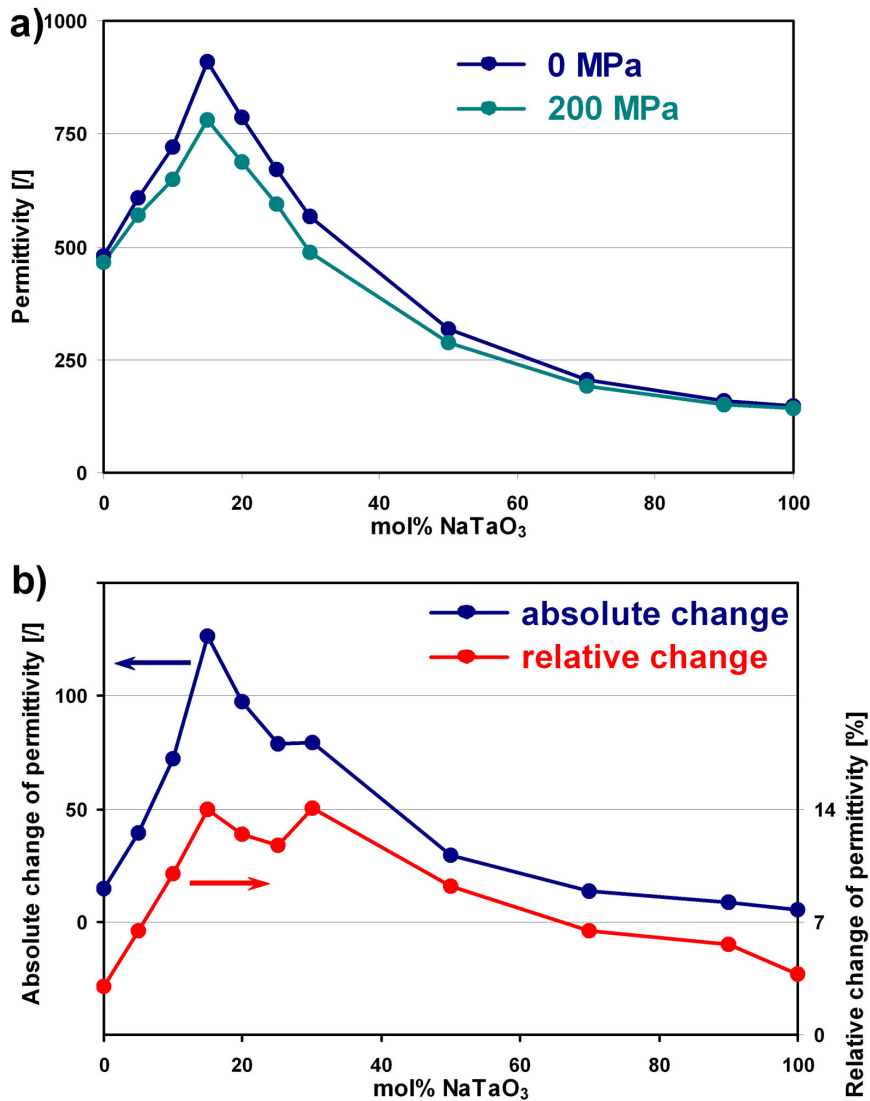 a)
1000
750
500
250
0
Permittivity [/]
0 MPa
200 MPa
0
20
40
60
80
100
mol% NaTaO₃
b)
absolute change
relative change
100
50
0
Absolute change of permittivity [/]
14
7
0
Relative change of permittivity [%]
0
20
40
60
80
100
mol% NaTaO₃